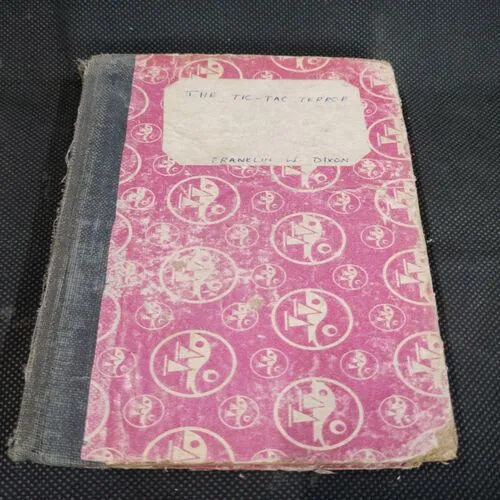 THE TIC-TAC TERROR
FRANKLIN W DIXON